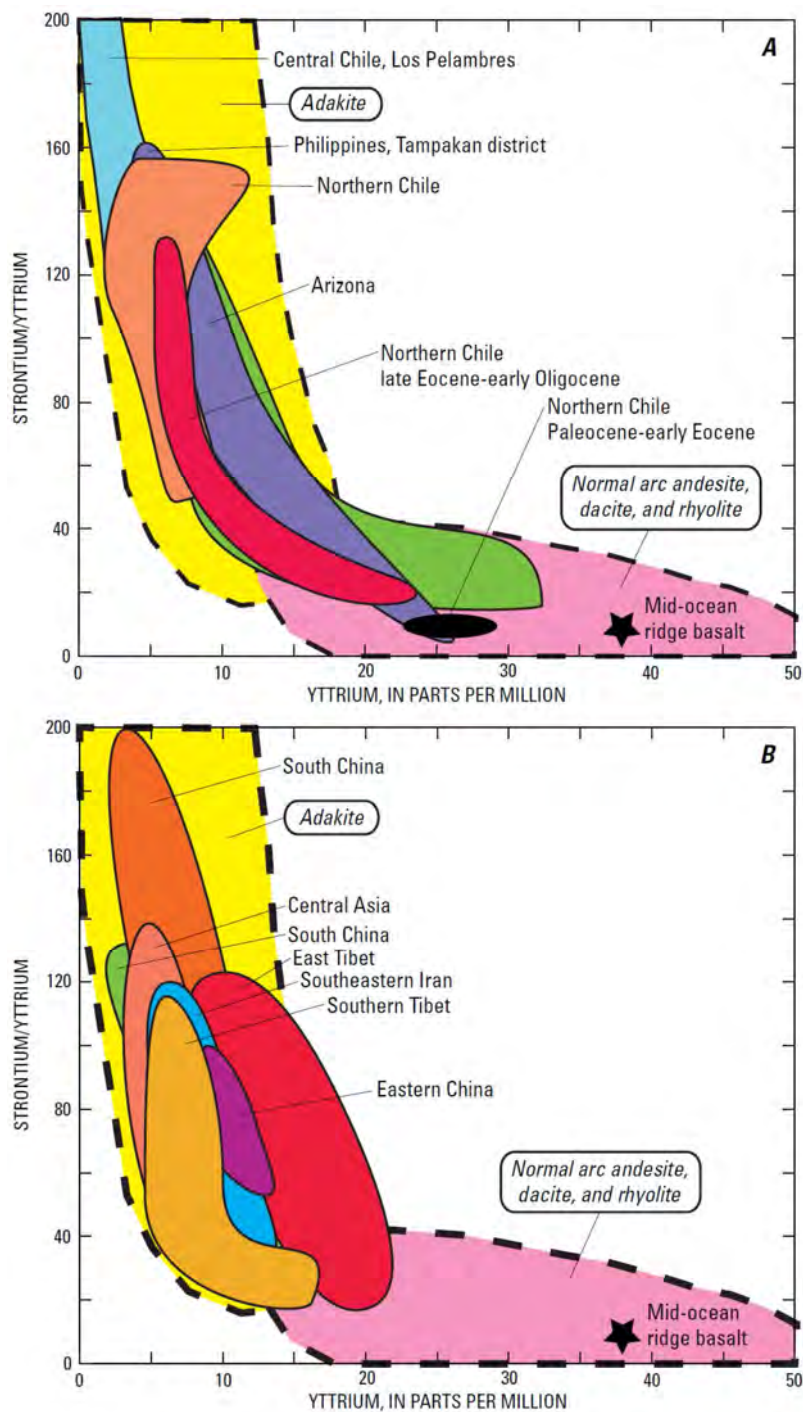 A
STRONTIUM/YTTRIUM
200
160
120
80
40
0
Central Chile, Los Pelambres
Adakite
Philippines, Tampakan district
Northern Chile
Arizona
Northern Chile
late Eocene-early Oligocene
Northern Chile
Paleocene-early Eocene
Normal arc andesite,
dacite, and rhyolite
Mid-ocean
ridge basalt
0 10 20 30 40 50
YTTRIUM, IN PARTS PER MILLION
B
STRONTIUM/YTTRIUM
200
160
120
80
40
0
South China
Adakite
Central Asia
South China
East Tibet
Southeastern Iran
Southern Tibet
Eastern China
Normal arc andesite,
dacite, and rhyolite
Mid-ocean
ridge basalt
0 10 20 30 40 50
YTTRIUM, IN PARTS PER MILLION